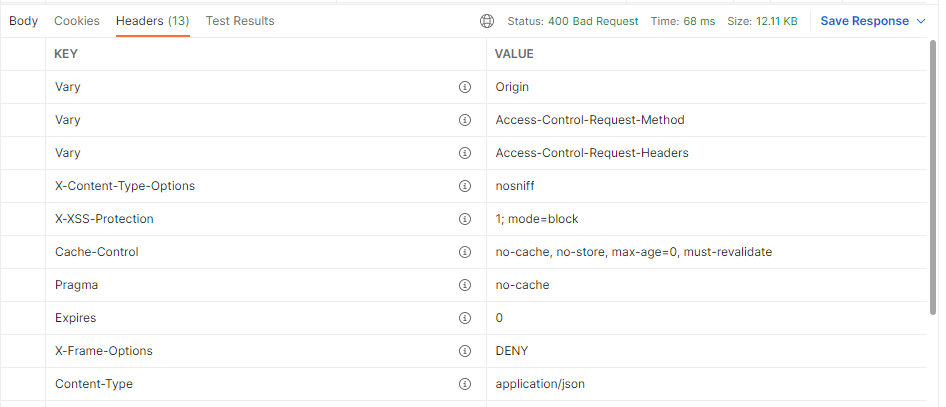 Body Cookies Headers (13) Test Results Status: 400 Bad Request Time: 68 ms Size: 12.11 KB Save Response
KEY VALUE
Vary Origin
Vary Access-Control-Request-Method
Vary Access-Control-Request-Headers
X-Content-Type-Options nosniff
X-XSS-Protection 1; mode=block
Cache-Control no-cache, no-store, max-age=0, must-revalidate
Pragma no-cache
Expires 0
X-Frame-Options DENY
Content-Type application/json